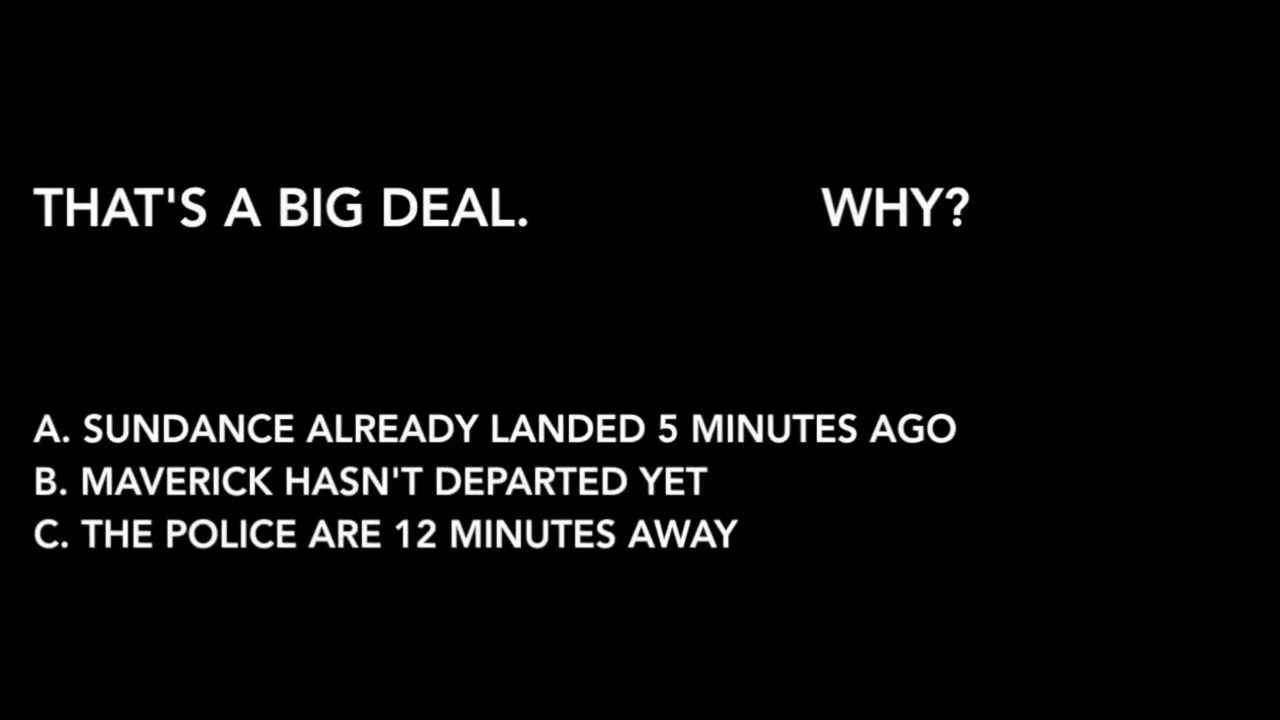 THAT'S A BIG DEAL. WHY?
A. SUNDANCE ALREADY LANDED 5 MINUTES AGO
B. MAVERICK HASN'T DEPARTED YET
C. THE POLICE ARE 12 MINUTES AWAY